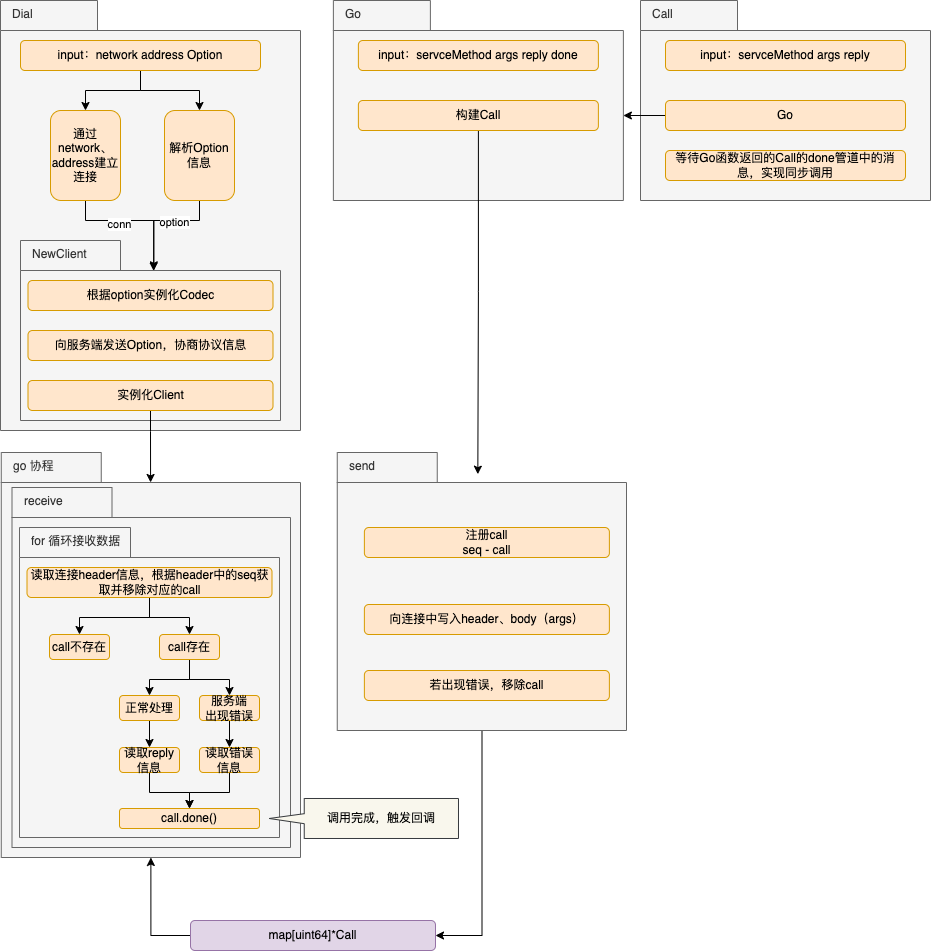 Dial
input：network address Option
通过
network、
address建立
连接
解析Option
信息
conn
option
NewClient
根据option实例化Codec
向服务端发送Option，协商协议信息
实例化Client
Go
input：servceMethod args reply done
构建Call
Call
input：servceMethod args reply
Go
等待Go函数返回的Call的done管道中的消
息，实现同步调用
go 协程
receive
for 循环接收数据
读取连接header信息，根据header中的seq获
取并移除对应的call
call不存在
call存在
正常处理
服务端
出现错误
读取reply
信息
读取错误
信息
call.done()
调用完成，触发回调
send
注册call
seq - call
向连接中写入header、body（args）
若出现错误，移除call
map[uint64]*Call